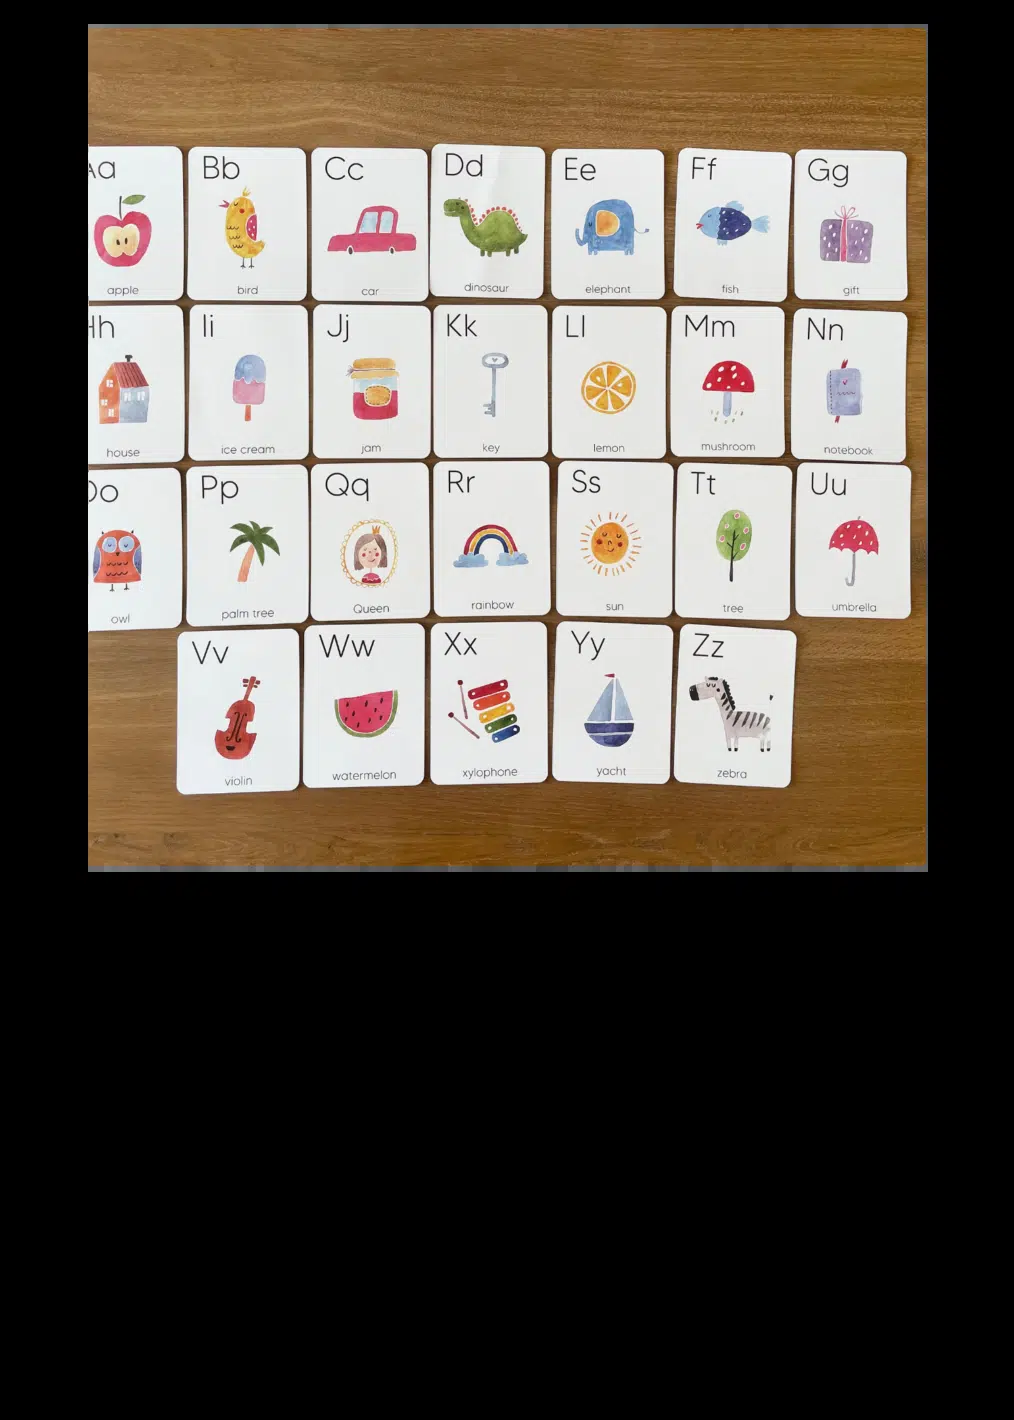 Aa Bb Cc Dd Ee Ff Gg
apple bird car dinosaur elephant fish gift
Hh Ii Jj Kk Ll Mm Nn
house ice cream jam key lemon mushroom notebook
Oo Pp Qq Rr Ss Tt Uu
owl palm tree Queen rainbow sun tree umbrella
Vv Ww Xx Yy Zz
violin watermelon xylophone yacht zebra